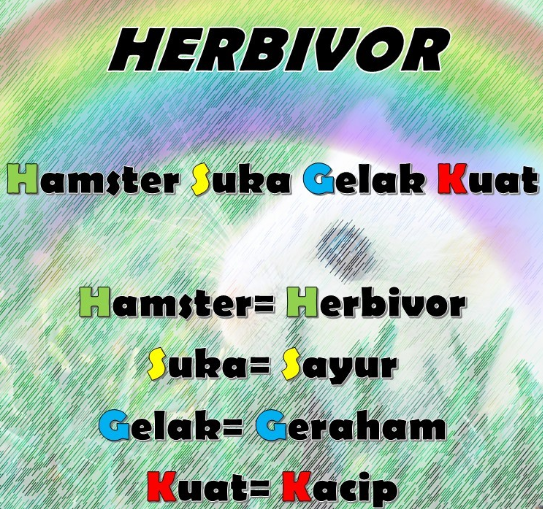 HERBIVOR
Hamster Suka Gelak Kuat
Hamster= Herbivor
Suka= Sayur
Gelak= Geraham
Kuat= Kacip